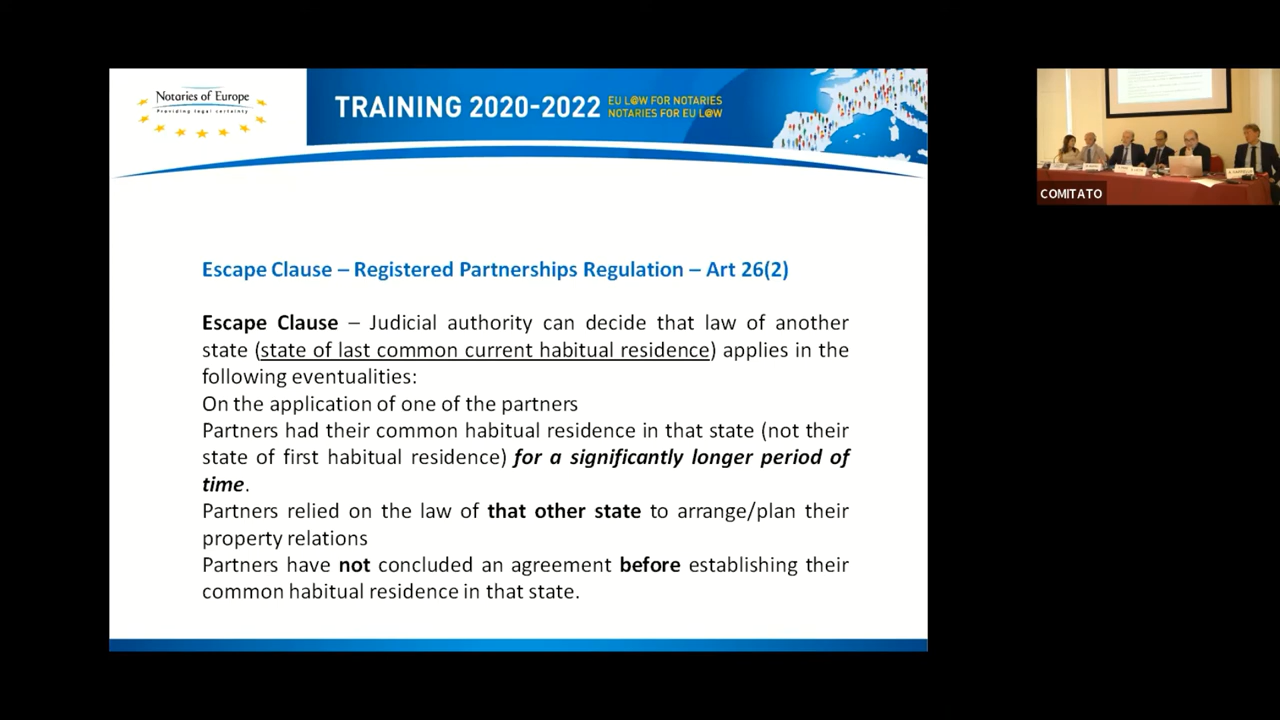 Notaries of Europe
Providing legal certainty
TRAINING 2020-2022
EU L@W FOR NOTARIES
NOTARIES FOR EU L@W
COMITATO
Escape Clause – Registered Partnerships Regulation – Art 26(2)
Escape Clause – Judicial authority can decide that law of another
state (state of last common current habitual residence) applies in the
following eventualities:
On the application of one of the partners
Partners had their common habitual residence in that state (not their
state of first habitual residence) for a significantly longer period of
time.
Partners relied on the law of that other state to arrange/plan their
property relations
Partners have not concluded an agreement before establishing their
common habitual residence in that state.